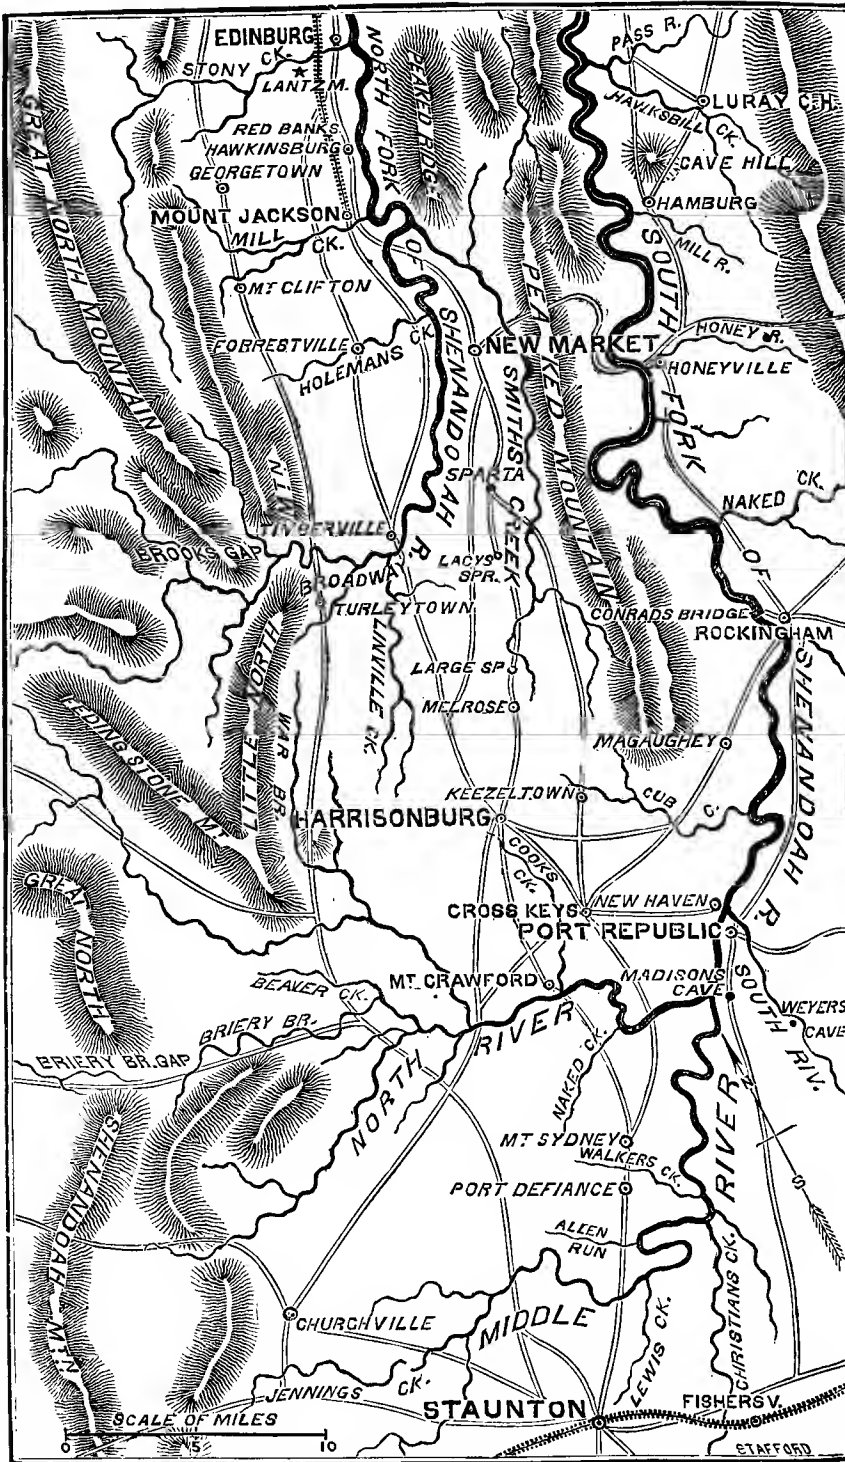 EDINBURG
PASS R.
STONY CK.
LANTZ M.
NORTH FORK OF SHENANDOAH R.
PEAKED RDGE
HAWKSBILL CK.
LURAY C.H.
GREAT NORTH MOUNTAIN
RED BANKS
HAWKINSBURG
GEORGETOWN
CAVE HILL
HAMBURG
MOUNT JACKSON
MILL CK.
MILL R.
MT CLIFTON
SOUTH FORK OF SHENANDOAH R.
FORRESTVILLE
HOLEMANS CK.
NEW MARKET
HONEY R.
HONEYVILLE
SMITHS CREEK
PEAKED MOUNTAIN
SPARTA
NAKED CK.
MT'N
TIMBERVILLE
BROOKS GAP
BROADWAY
LACYS SPR.
TURLEYTOWN
CONRADS BRIDGE
ROCKINGHAM
LINVILLE CK.
LITTLE NORTH
LARGE SP.
MELROSE
WAR BR.
MAGAUGHEY
FEDING STONE MT.
KEEZELTOWN
CUB C.
HARRISONBURG
COOKS CK.
GREAT NORTH
CROSS KEYS
NEW HAVEN
PORT REPUBLIC
MT. CRAWFORD
MADISONS CAVE
BEAVER CK.
SOUTH RIV.
WEYERS CAVE
BRIERY BR.
BRIERY BR. GAP
NORTH RIVER
NAKED CK.
N
S
SHENANDOAH MT'N.
MT SYDNEY
WALKERS CK.
PORT DEFIANCE
ALLEN RUN
MIDDLE RIVER
CHURCHVILLE
LEWIS CK.
CHRISTIANS CK.
JENNINGS CK.
STAUNTON
FISHERSV.
SCALE OF MILES
0 5 10
STAFFORD